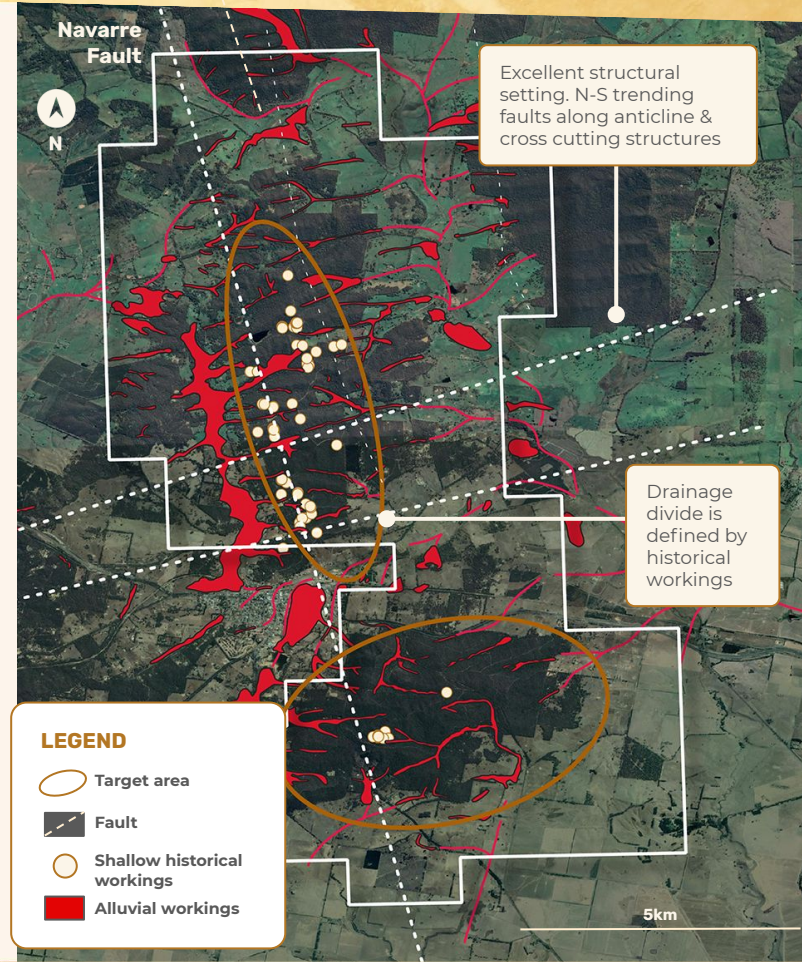 Navarre
Fault
N
Excellent structural
setting. N-S trending
faults along anticline &
cross cutting structures
Drainage
divide is
defined by
historical
workings
LEGEND
Target area
Fault
Shallow historical
workings
Alluvial workings
5km